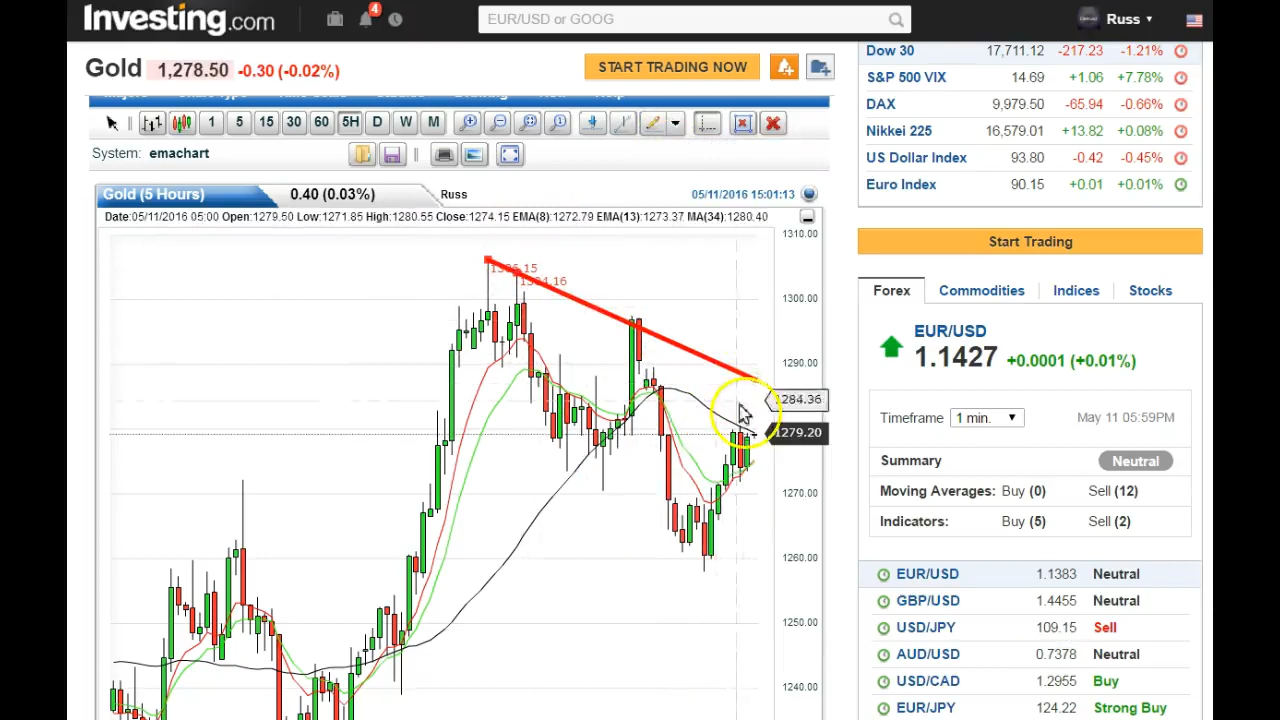 Investing.com
4
EUR/USD or GOOG
Russ
Gold 1,278.50 -0.30 (-0.02%)
START TRADING NOW
1 5 15 30 60 5H D W M
System: emachart
Gold (5 Hours) 0.40 (0.03%) Russ 05/11/2016 15:01:13
Date:05/11/2016 05:00 Open:1279.50 Low:1271.85 High:1280.55 Close:1274.15 EMA(8):1272.79 EMA(13):1273.37 MA(34):1280.40
1310.00
1300.00
1290.00
1284.36
1279.20
1270.00
1260.00
1250.00
1240.00
Dow 30 17,711.12 -217.23 -1.21%
S&P 500 VIX 14.69 +1.06 +7.78%
DAX 9,979.50 -65.94 -0.66%
Nikkei 225 16,579.01 +13.82 +0.08%
US Dollar Index 93.80 -0.42 -0.45%
Euro Index 90.15 +0.01 +0.01%
Start Trading
Forex Commodities Indices Stocks
EUR/USD
1.1427 +0.0001 (+0.01%)
Timeframe 1 min. May 11 05:59PM
Summary Neutral
Moving Averages: Buy (0) Sell (12)
Indicators: Buy (5) Sell (2)
EUR/USD 1.1383 Neutral
GBP/USD 1.4455 Neutral
USD/JPY 109.15 Sell
AUD/USD 0.7378 Neutral
USD/CAD 1.2955 Buy
EUR/JPY 124.22 Strong Buy